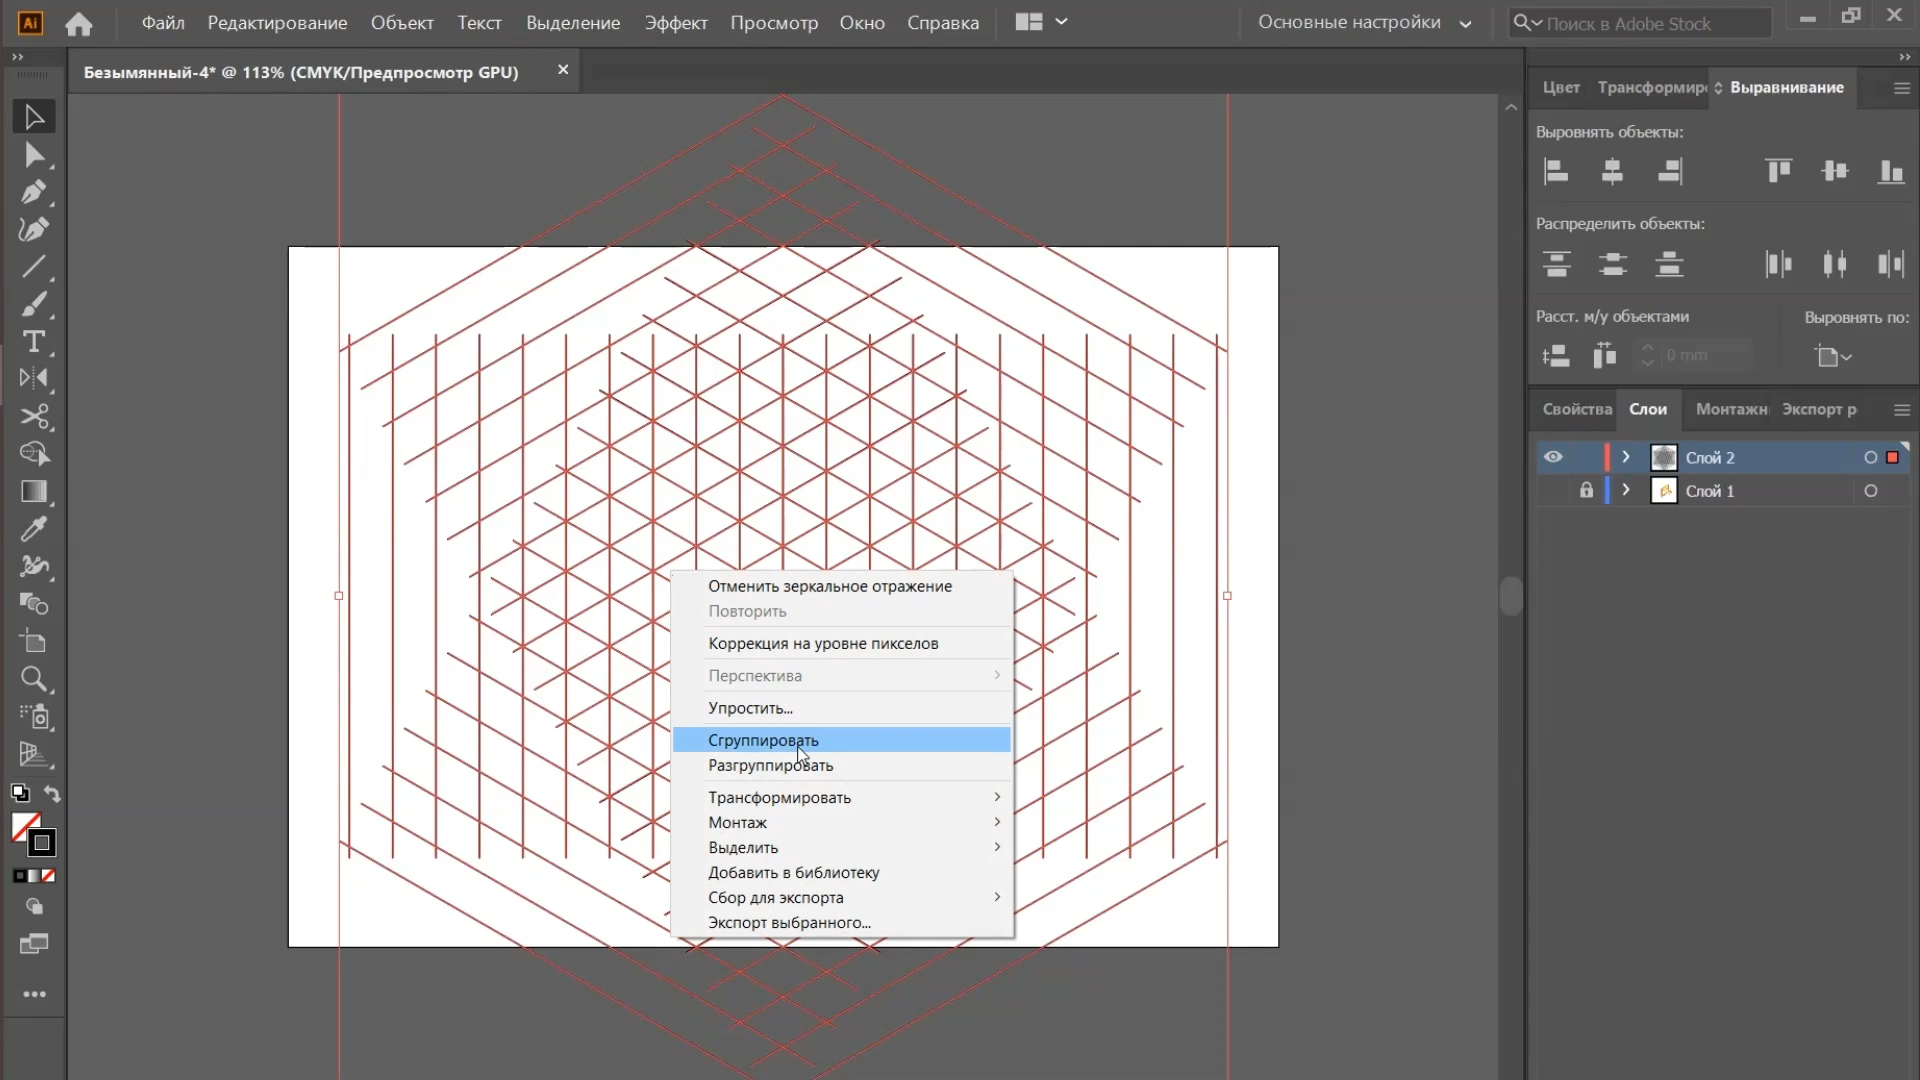 Ai
Файл Редактирование Объект Текст Выделение Эффект Просмотр Окно Справка
Основные настройки
Поиск в Adobe Stock
Безымянный-4* @ 113% (CMYK/Предпросмотр GPU)
Цвет Трансформир Выравнивание
Выровнять объекты:
Распределить объекты:
Расст. м/у объектами
Выровнять по:
0 mm
Свойства Слои Монтажн Экспорт р
Слой 2
Слой 1
Отменить зеркальное отражение
Повторить
Коррекция на уровне пикселов
Перспектива
Упростить...
Сгруппировать
Разгруппировать
Трансформировать
Монтаж
Выделить
Добавить в библиотеку
Сбор для экспорта
Экспорт выбранного...